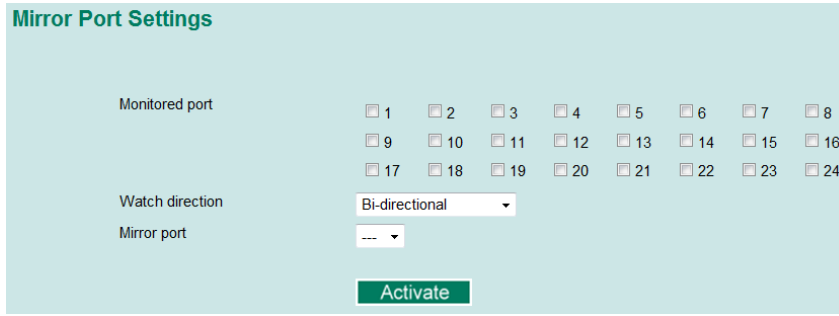 Mirror Port Settings
Monitored port
1 2 3 4 5 6 7 8
9 10 11 12 13 14 15 16
17 18 19 20 21 22 23 24
Watch direction Bi-directional
Mirror port ---
Activate